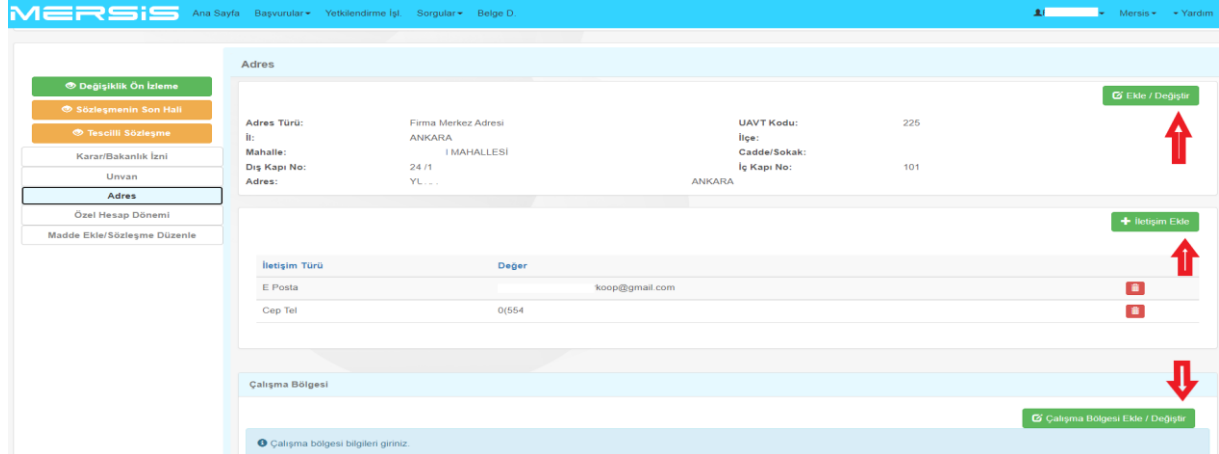 MERSiS Ana Sayfa Başvurular Yetkilendirme İşl. Sorgular Belge D. Mersis Yardım
Adres
Değişiklik Ön İzleme
Sözleşmenin Son Hali
Tescilli Sözleşme
Karar/Bakanlık İzni
Unvan
Adres
Özel Hesap Dönemi
Madde Ekle/Sözleşme Düzenle
Ekle / Değiştir
Adres Türü: Firma Merkez Adresi UAVT Kodu: 225
İl: ANKARA İlçe:
Mahalle: MAHALLESİ Cadde/Sokak:
Dış Kapı No: 24 /1 İç Kapı No: 101
Adres: ANKARA
İletişim Ekle
İletişim Türü Değer
E Posta koop@gmail.com
Cep Tel 0(554
Çalışma Bölgesi
Çalışma Bölgesi Ekle / Değiştir
Çalışma bölgesi bilgileri giriniz.